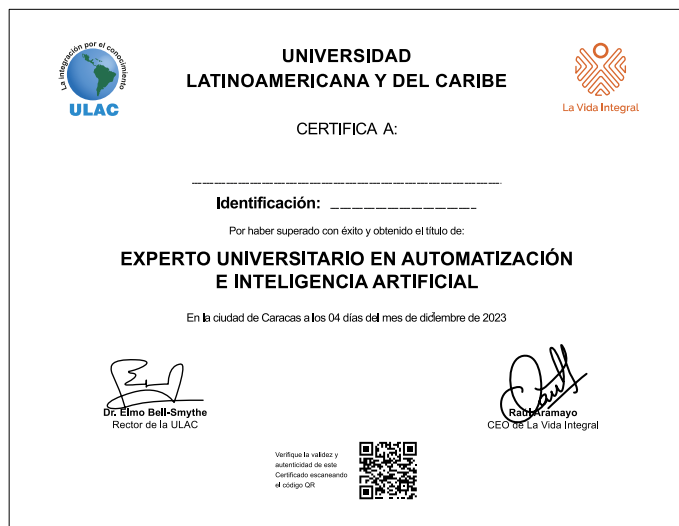 La integración por el conocimiento
ULAC
UNIVERSIDAD
LATINOAMERICANA Y DEL CARIBE
La Vida Integral
CERTIFICA A:
Identificación:
Por haber superado con éxito y obtenido el título de:
EXPERTO UNIVERSITARIO EN AUTOMATIZACIÓN
E INTELIGENCIA ARTIFICIAL
En la ciudad de Caracas a los 04 días del mes de diciembre de 2023
Dr. Elmo Bell-Smythe
Rector de la ULAC
Raúl Aramayo
CEO de La Vida Integral
Verifique la validez y
autenticidad de este
Certificado escaneando
el código QR